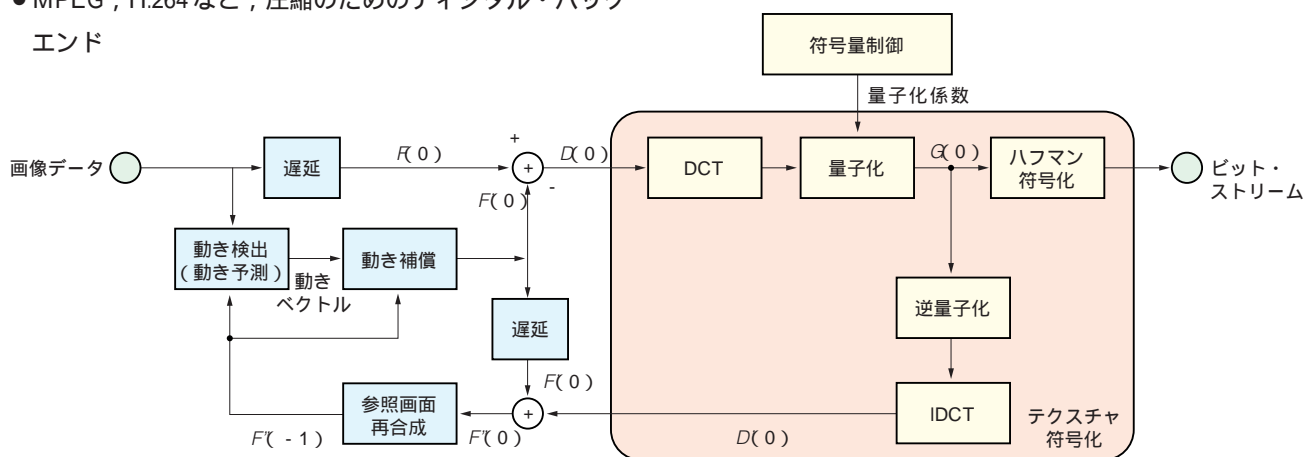 ● MPEG，H.264など，圧縮のためのディジタル・バック
エンド
符号量制御
量子化係数
画像データ
遅延
F(0)
+
+
-
D(0)
F'(0)
DCT
量子化
G(0)
ハフマン
符号化
ビット・
ストリーム
動き検出
(動き予測)
動き
ベクトル
動き補償
遅延
逆量子化
F'(0)
参照画面
再合成
F''(-1)
F''(0)
+
D'(0)
IDCT
テクスチャ
符号化